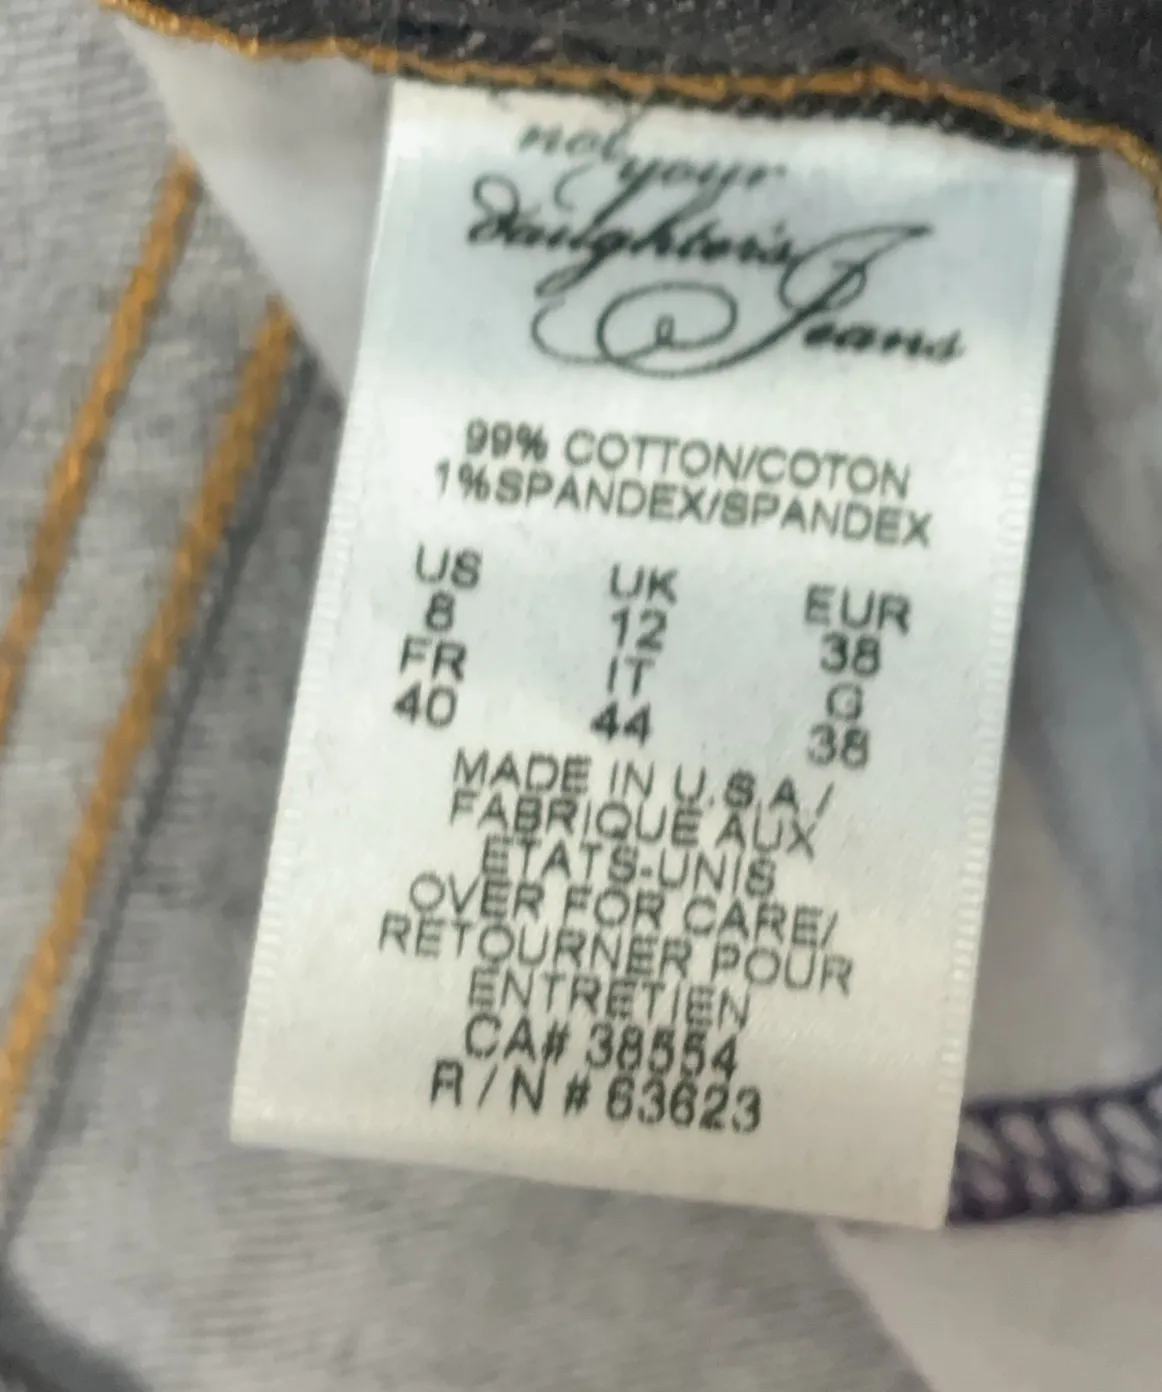 not
your
daughter's
Jeans
99% COTTON/COTON
1%SPANDEX/SPANDEX
US UK EUR
8 12 38
FR IT G
40 44 38
MADE IN U.S.A/
FABRIQUE AUX
ETATS-UNIS
OVER FOR CARE/
RETOURNER POUR
ENTRETIEN
CA# 38554
R/N # 63623